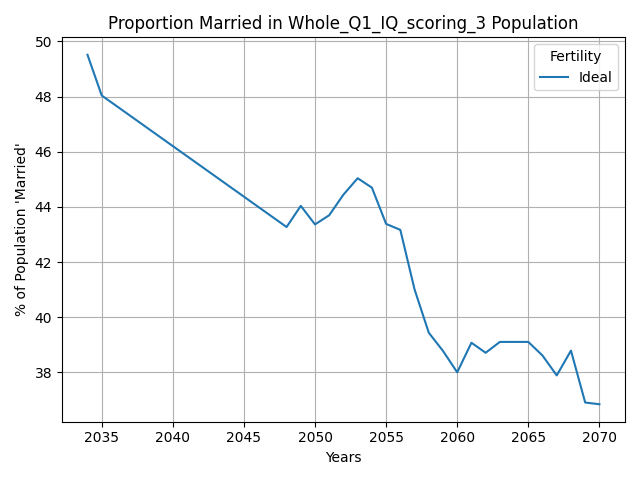 Proportion Married in Whole_Q1_IQ_scoring_3 Population
50
48
46
44
42
40
38
% of Population 'Married'
Fertility
Ideal
2035 2040 2045 2050 2055 2060 2065 2070
Years